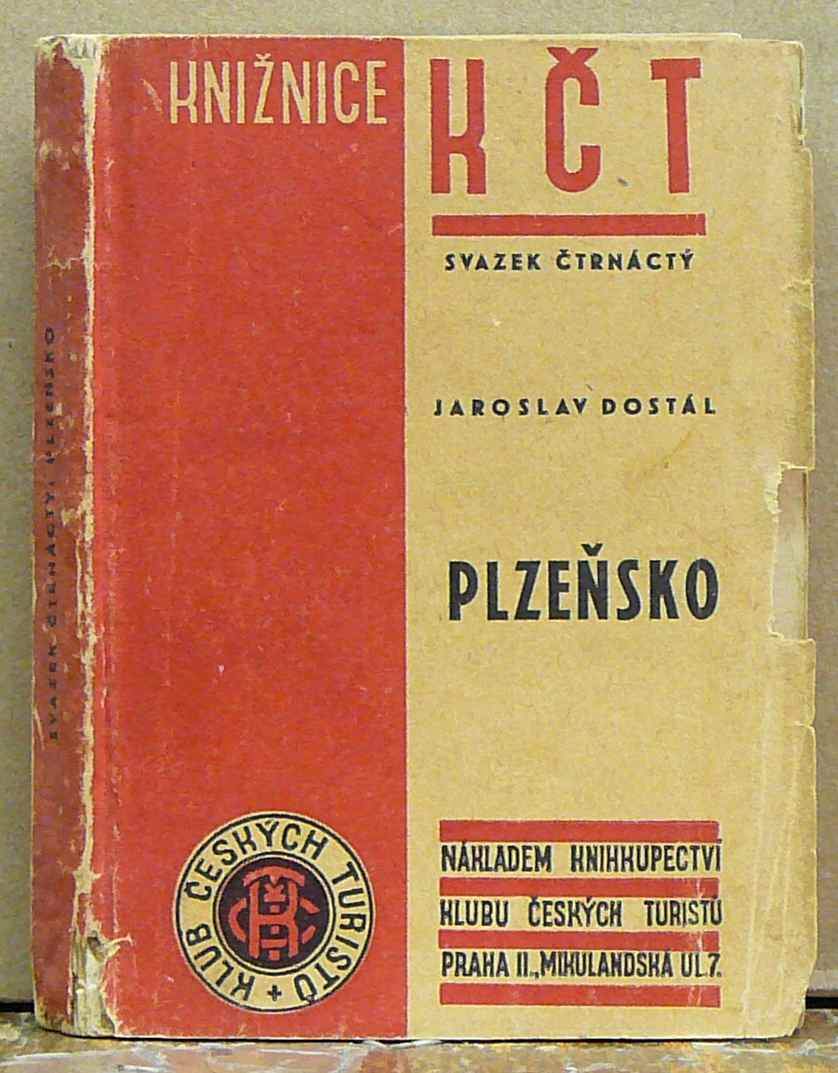 KNIŽNICE KČT
SVAZEK ČTRNÁCTÝ
JAROSLAV DOSTÁL
PLZEŇSKO
NÁKLADEM KNIHKUPECTVÍ
KLUBU ČESKÝCH TURISTŮ
PRAHA II., MIKULANDSKÁ UL. 7.
KLUB ČESKÝCH TURISTŮ +
KČT
SVAZEK ČTRNÁCTÝ: PLZEŇSKO